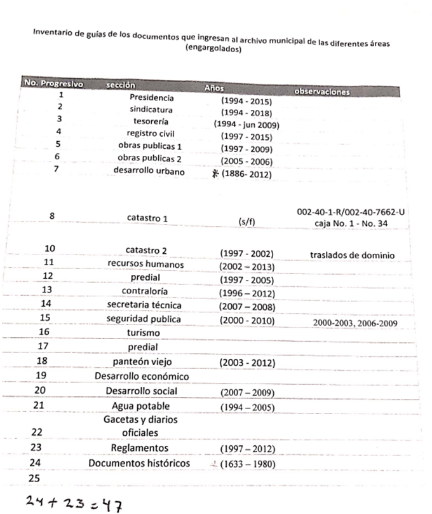 Inventario de guías de los documentos que ingresan al archivo municipal de las diferentes áreas
(engargolados)
No. Progresivo sección Años observaciones
1 Presidencia (1994 - 2015)
2 sindicatura (1994 - 2018)
3 tesorería (1994 - jun 2009)
4 registro civil (1997 - 2015)
5 obras publicas 1 (1997 - 2009)
6 obras publicas 2 (2005 - 2006)
7 desarrollo urbano (1886- 2012)
8 catastro 1 (s/f) 002-40-1-R/002-40-7662-U
caja No. 1 - No. 34
10 catastro 2 (1997 - 2002) traslados de dominio
11 recursos humanos (2002 – 2013)
12 predial (1997 - 2005)
13 contraloría (1996 – 2012)
14 secretaria técnica (2007 – 2008)
15 seguridad publica (2000 - 2010) 2000-2003, 2006-2009
16 turismo
17 predial
18 panteón viejo (2003 - 2012)
19 Desarrollo económico
20 Desarrollo social (2007 – 2009)
21 Agua potable (1994 – 2005)
Gacetas y diarios
22 oficiales
23 Reglamentos (1997 – 2012)
24 Documentos históricos (1633 – 1980)
25
24 + 23 = 47